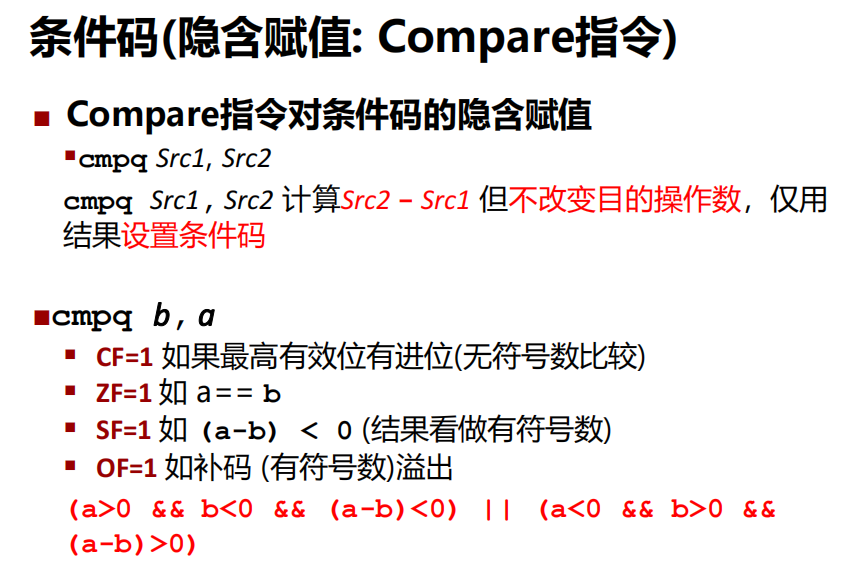 条件码(隐含赋值: Compare指令)
■ Compare指令对条件码的隐含赋值
▪cmpq Src1, Src2
cmpq Src1 , Src2 计算Src2 – Src1 但不改变目的操作数，仅用
结果设置条件码
■cmpq b, a
▪ CF=1 如果最高有效位有进位(无符号数比较)
▪ ZF=1 如 a== b
▪ SF=1 如 (a-b) < 0 (结果看做有符号数)
▪ OF=1 如补码 (有符号数)溢出
(a>0 && b<0 && (a-b)<0) || (a<0 && b>0 &&
(a-b)>0)